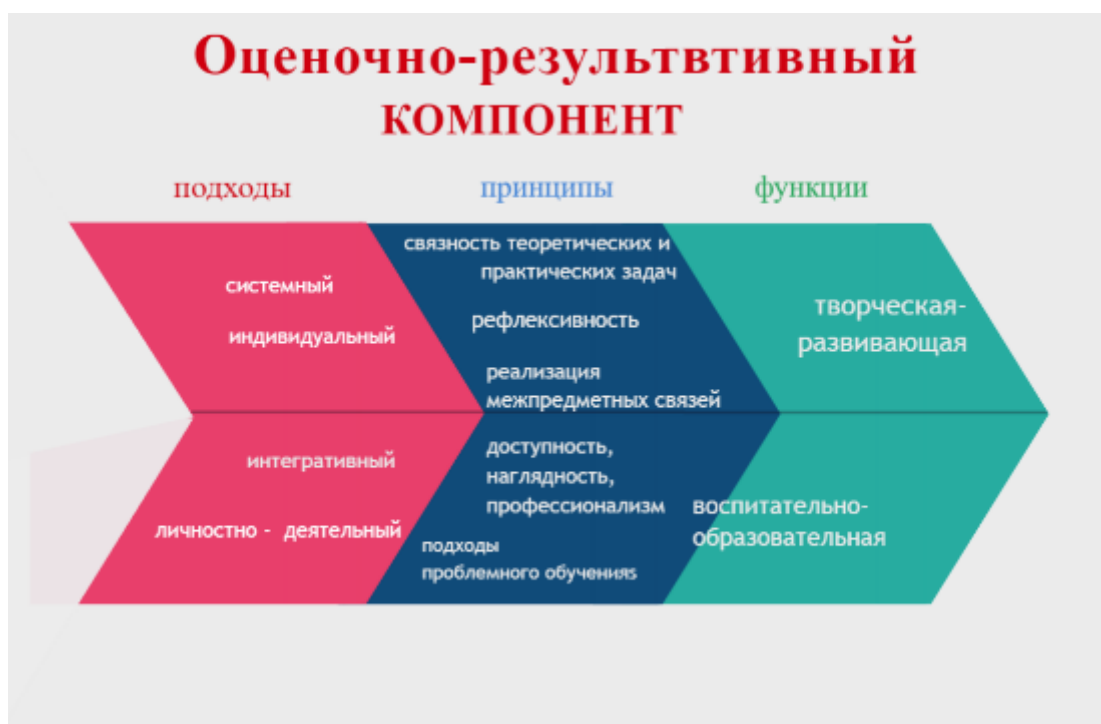 Оценочно-результвтивный
КОМПОНЕНТ
подходы
принципы
функции
системный
индивидуальный
интегративный
личностно - деятельный
связность теоретических и
практических задач
рефлексивность
реализация
межпредметных связей
доступность,
наглядность,
профессионализм
подходы
проблемного обученияs
творческая-
развивающая
воспитательно-
образовательная